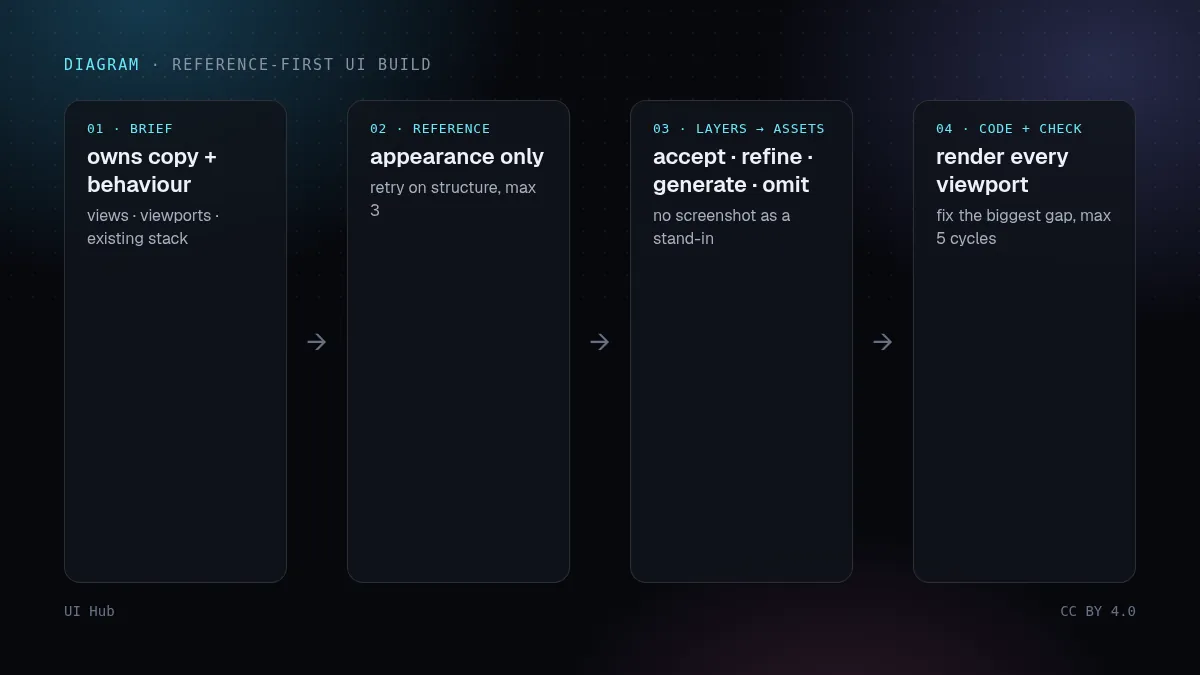 DIAGRAM · REFERENCE-FIRST UI BUILD
01 · BRIEF
owns copy +
behaviour
views · viewports ·
existing stack
→
02 · REFERENCE
appearance only
retry on structure, max
3
→
03 · LAYERS → ASSETS
accept · refine ·
generate · omit
no screenshot as a
stand-in
→
04 · CODE + CHECK
render every
viewport
fix the biggest gap, max
5 cycles
UI Hub
CC BY 4.0